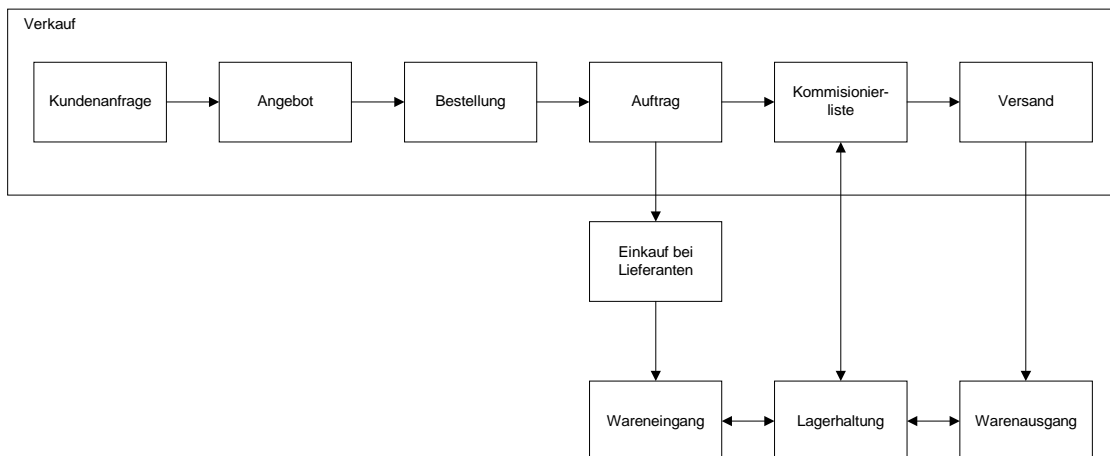 Verkauf
Kundenanfrage
Angebot
Bestellung
Auftrag
Kommisionier-
liste
Versand
Einkauf bei
Lieferanten
Wareneingang
Lagerhaltung
Warenausgang